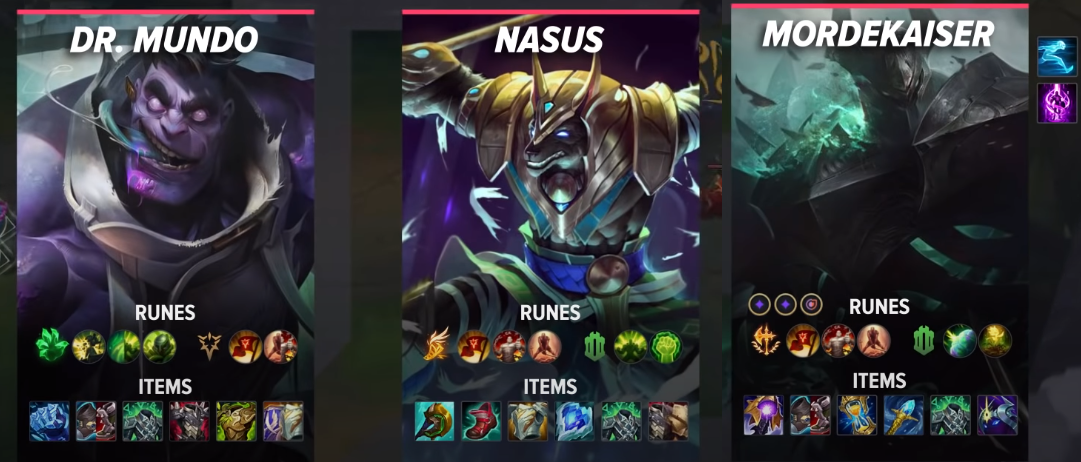 DR. MUNDO
RUNES
ITEMS
NASUS
RUNES
ITEMS
MORDEKAISER
RUNES
ITEMS